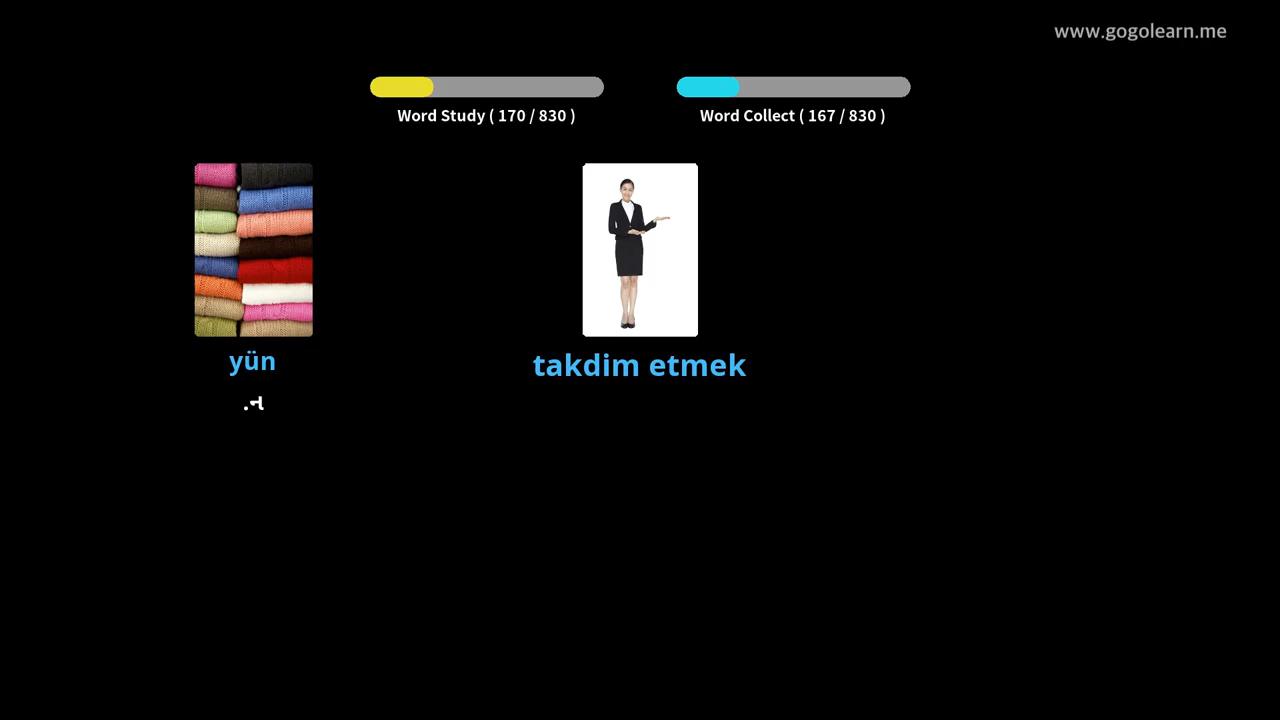 www.gogolearn.me
Word Study ( 170 / 830 )
Word Collect ( 167 / 830 )
yün
takdim etmek